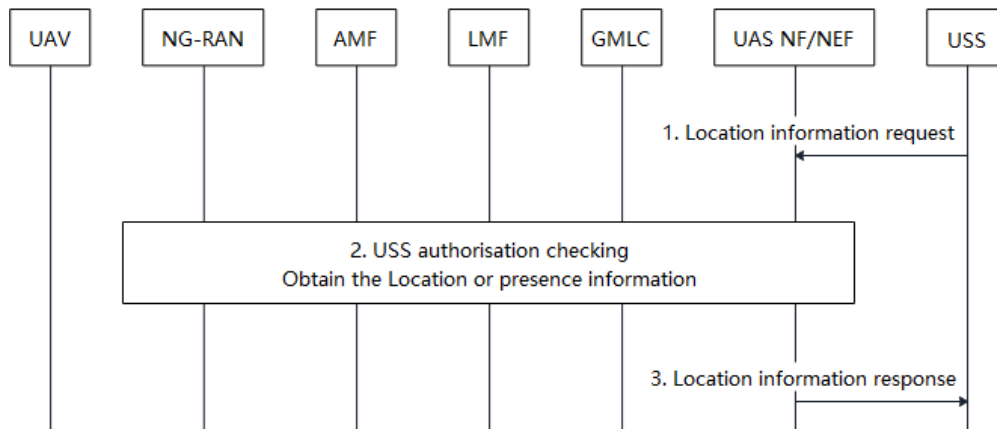 UAV
NG-RAN
AMF
LMF
GMLC
UAS NF/NEF
USS
1. Location information request
2. USS authorisation checking
Obtain the Location or presence information
3. Location information response